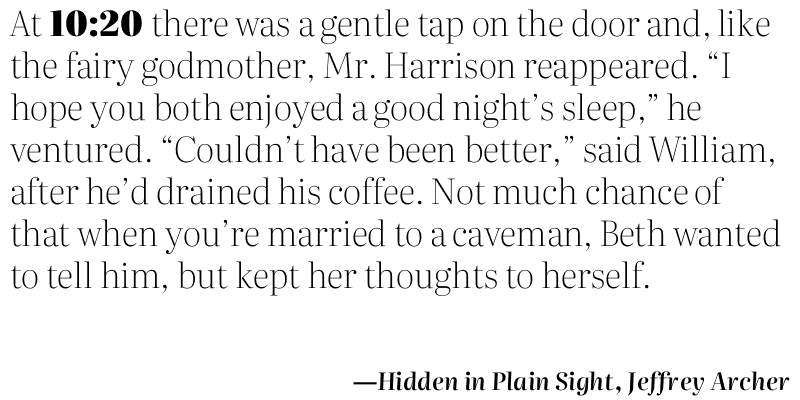 At 10:20 there was a gentle tap on the door and, like
the fairy godmother, Mr. Harrison reappeared. “I
hope you both enjoyed a good night’s sleep,” he
ventured. “Couldn’t have been better,” said William,
after he’d drained his coffee. Not much chance of
that when you’re married to a caveman, Beth wanted
to tell him, but kept her thoughts to herself.
—Hidden in Plain Sight, Jeffrey Archer